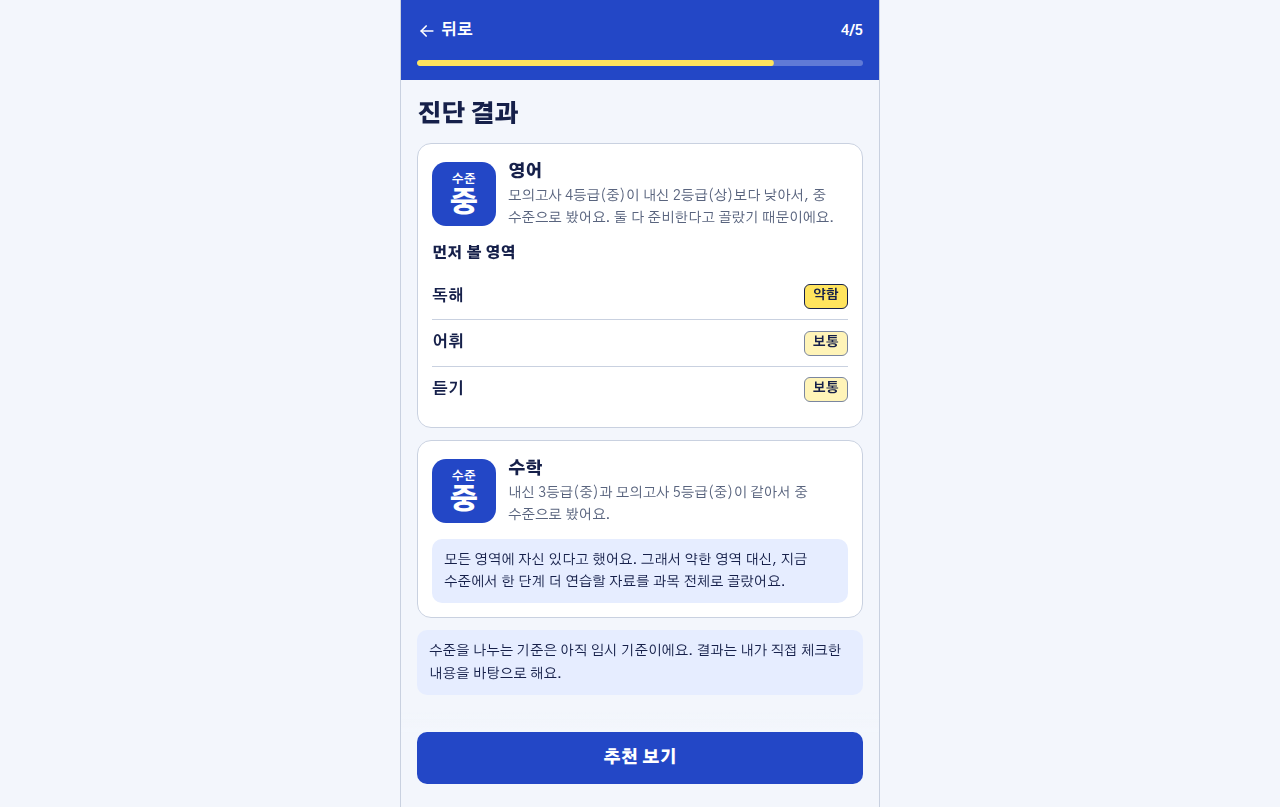 ← 뒤로
4/5
진단 결과
수준
중
영어
모의고사 4등급(중)이 내신 2등급(상)보다 낮아서, 중
수준으로 봤어요. 둘 다 준비한다고 골랐기 때문이에요.
먼저 볼 영역
독해
약함
어휘
보통
듣기
보통
수준
중
수학
내신 3등급(중)과 모의고사 5등급(중)이 같아서 중
수준으로 봤어요.
모든 영역에 자신 있다고 했어요. 그래서 약한 영역 대신, 지금
수준에서 한 단계 더 연습할 자료를 과목 전체로 골랐어요.
수준을 나누는 기준은 아직 임시 기준이에요. 결과는 내가 직접 체크한
내용을 바탕으로 해요.
추천 보기